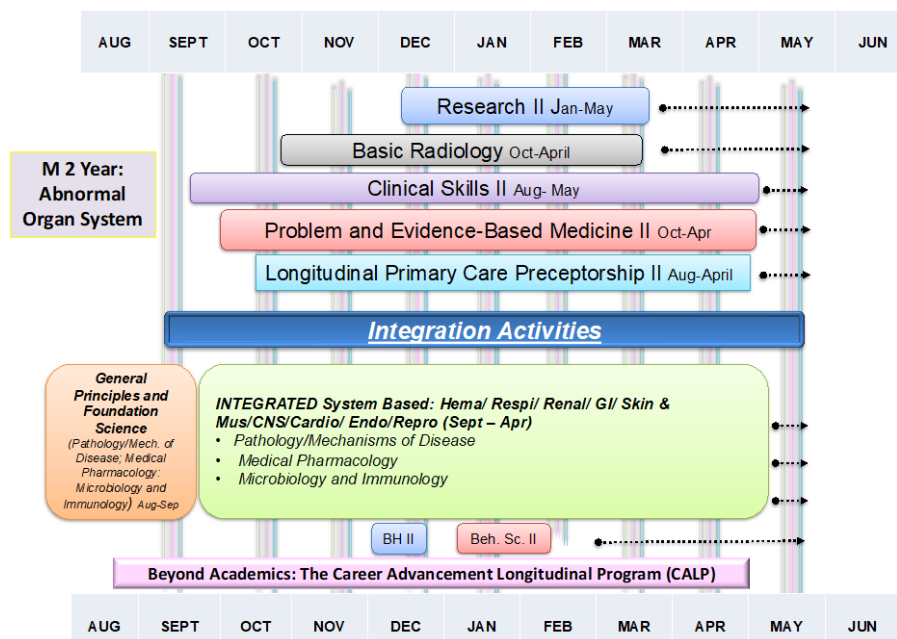 AUG SEPT OCT NOV DEC JAN FEB MAR APR MAY JUN
Research II Jan-May
Basic Radiology Oct-April
M 2 Year:
Abnormal
Organ System
Clinical Skills II Aug- May
Problem and Evidence-Based Medicine II Oct-Apr
Longitudinal Primary Care Preceptorship II Aug-April
Integration Activities
General
Principles and
Foundation
Science
(Pathology/Mech. of
Disease; Medical
Pharmacology:
Microbiology and
Immunology) Aug-Sep
INTEGRATED System Based: Hema/ Respi/ Renal/ GI/ Skin &
Mus/CNS/Cardio/ Endo/Repro (Sept – Apr)
• Pathology/Mechanisms of Disease
• Medical Pharmacology
• Microbiology and Immunology
BH II
Beh. Sc. II
Beyond Academics: The Career Advancement Longitudinal Program (CALP)
AUG SEPT OCT NOV DEC JAN FEB MAR APR MAY JUN